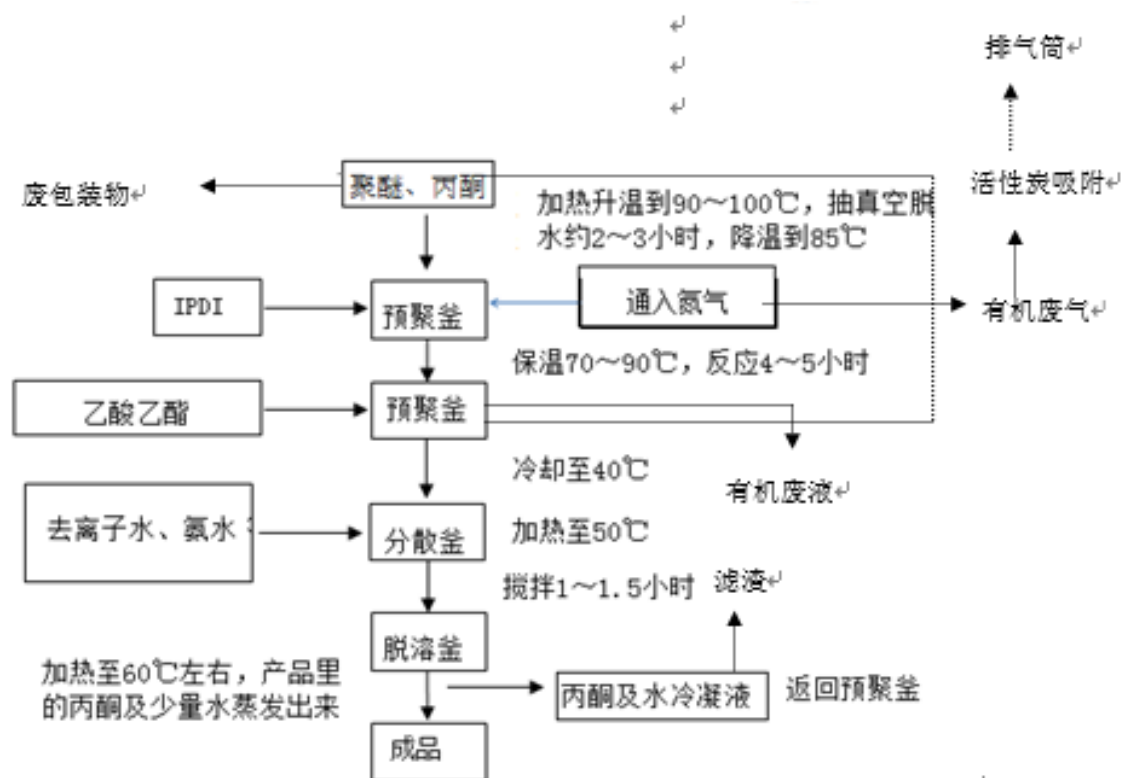 排气筒
废包装物
聚醚、丙酮
活性炭吸附
加热升温到90～100℃，抽真空脱
水约2～3小时，降温到85℃
IPDI
预聚釜
通入氮气
有机废气
保温70～90℃，反应4～5小时
乙酸乙酯
预聚釜
冷却至40℃
有机废液
去离子水、氨水
分散釜
加热至50℃
搅拌1～1.5小时
滤渣
脱溶釜
加热至60℃左右，产品里
的丙酮及少量水蒸发出来
丙酮及水冷凝液
返回预聚釜
成品